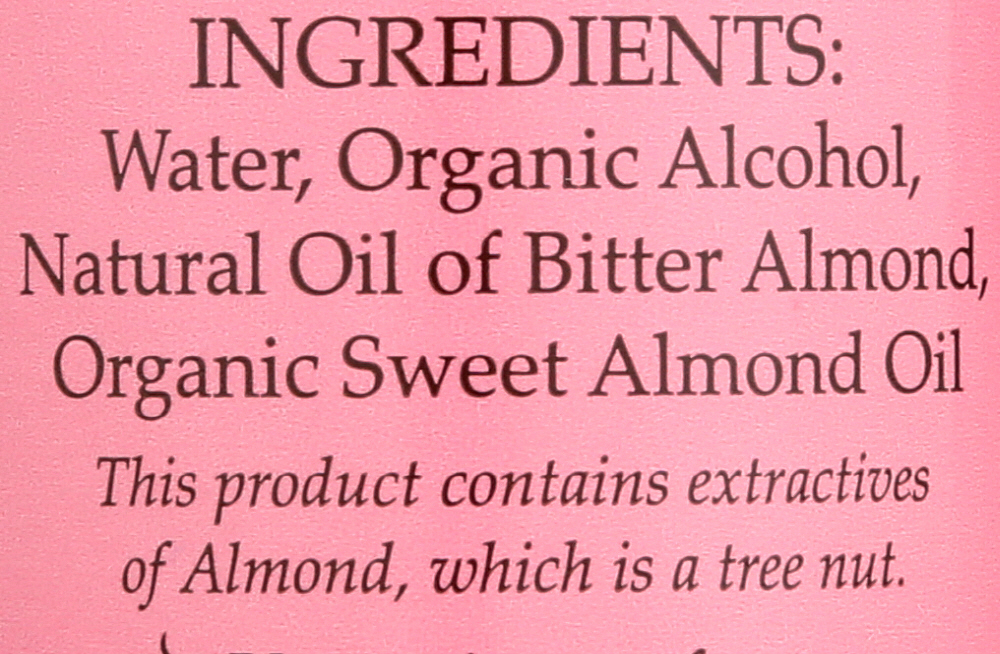 INGREDIENTS:
Water, Organic Alcohol,
Natural Oil of Bitter Almond,
Organic Sweet Almond Oil
This product contains extractives
of Almond, which is a tree nut.